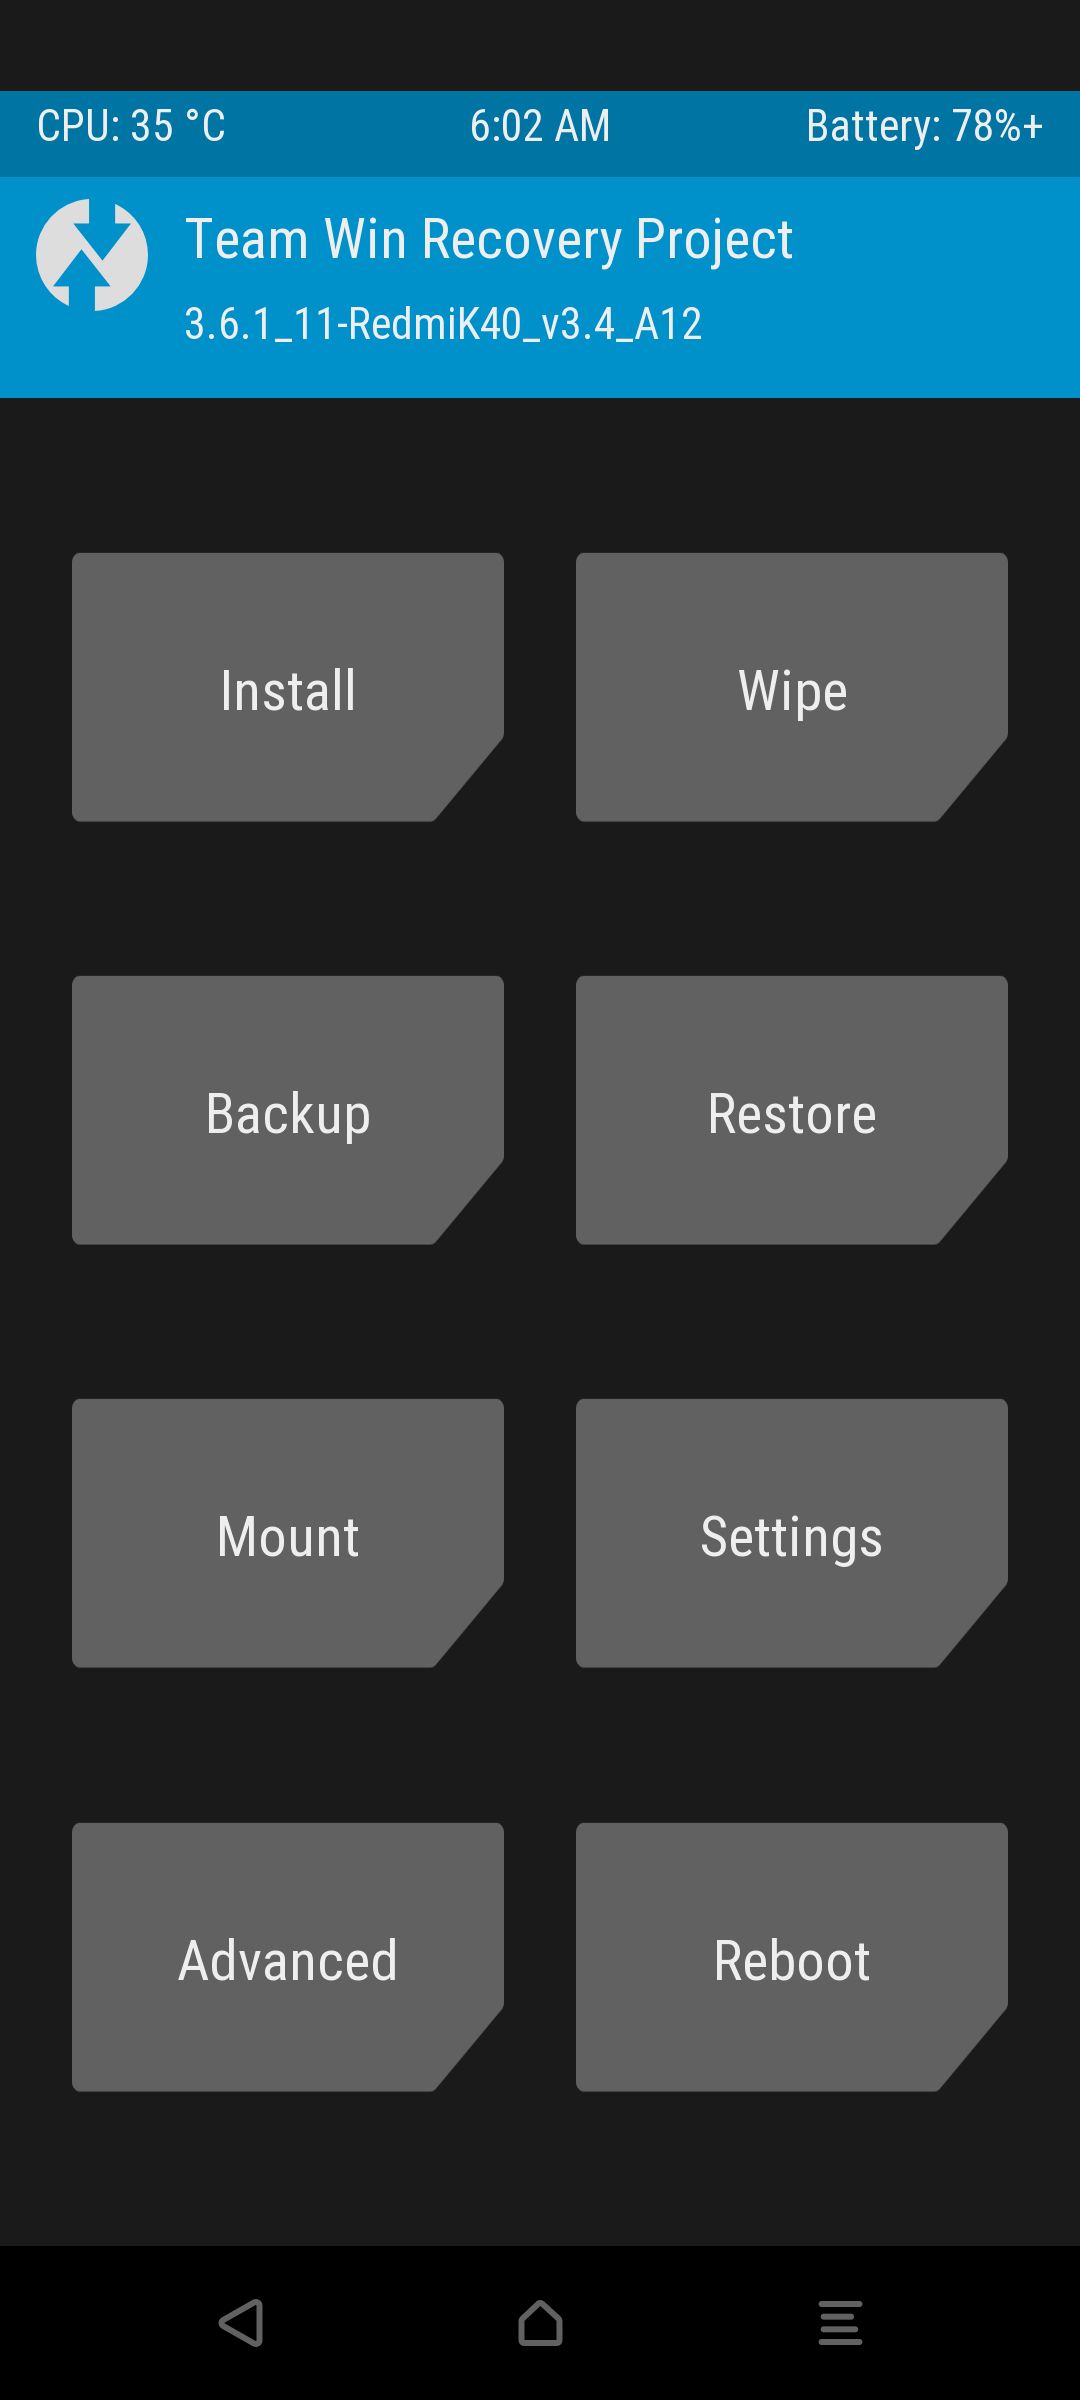 CPU: 35 °C 6:02 AM Battery: 78%+
Team Win Recovery Project
3.6.1_11-RedmiK40_v3.4_A12
Install Wipe
Backup Restore
Mount Settings
Advanced Reboot